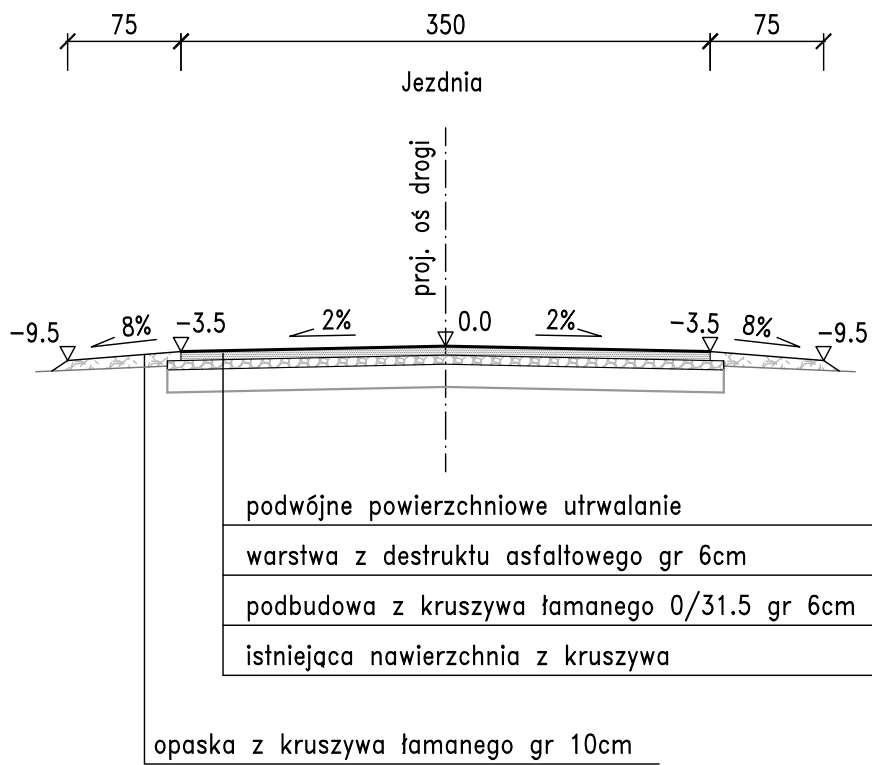 75 350 75
Jezdnia
proj. oś drogi
-9.5 8% -3.5 2% 0.0 2% -3.5 8% -9.5
podwójne powierzchniowe utrwalanie
warstwa z destruktu asfaltowego gr 6cm
podbudowa z kruszywa łamanego 0/31.5 gr 6cm
istniejąca nawierzchnia z kruszywa
opaska z kruszywa łamanego gr 10cm